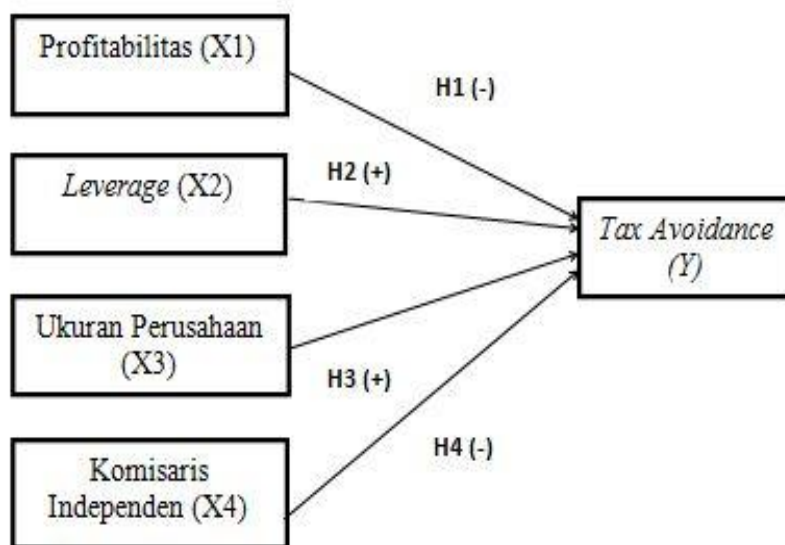 Profitabilitas (X1)
H1 (-)
Leverage (X2)
H2 (+)
Tax Avoidance
(Y)
Ukuran Perusahaan
(X3)
H3 (+)
H4 (-)
Komisaris
Independen (X4)